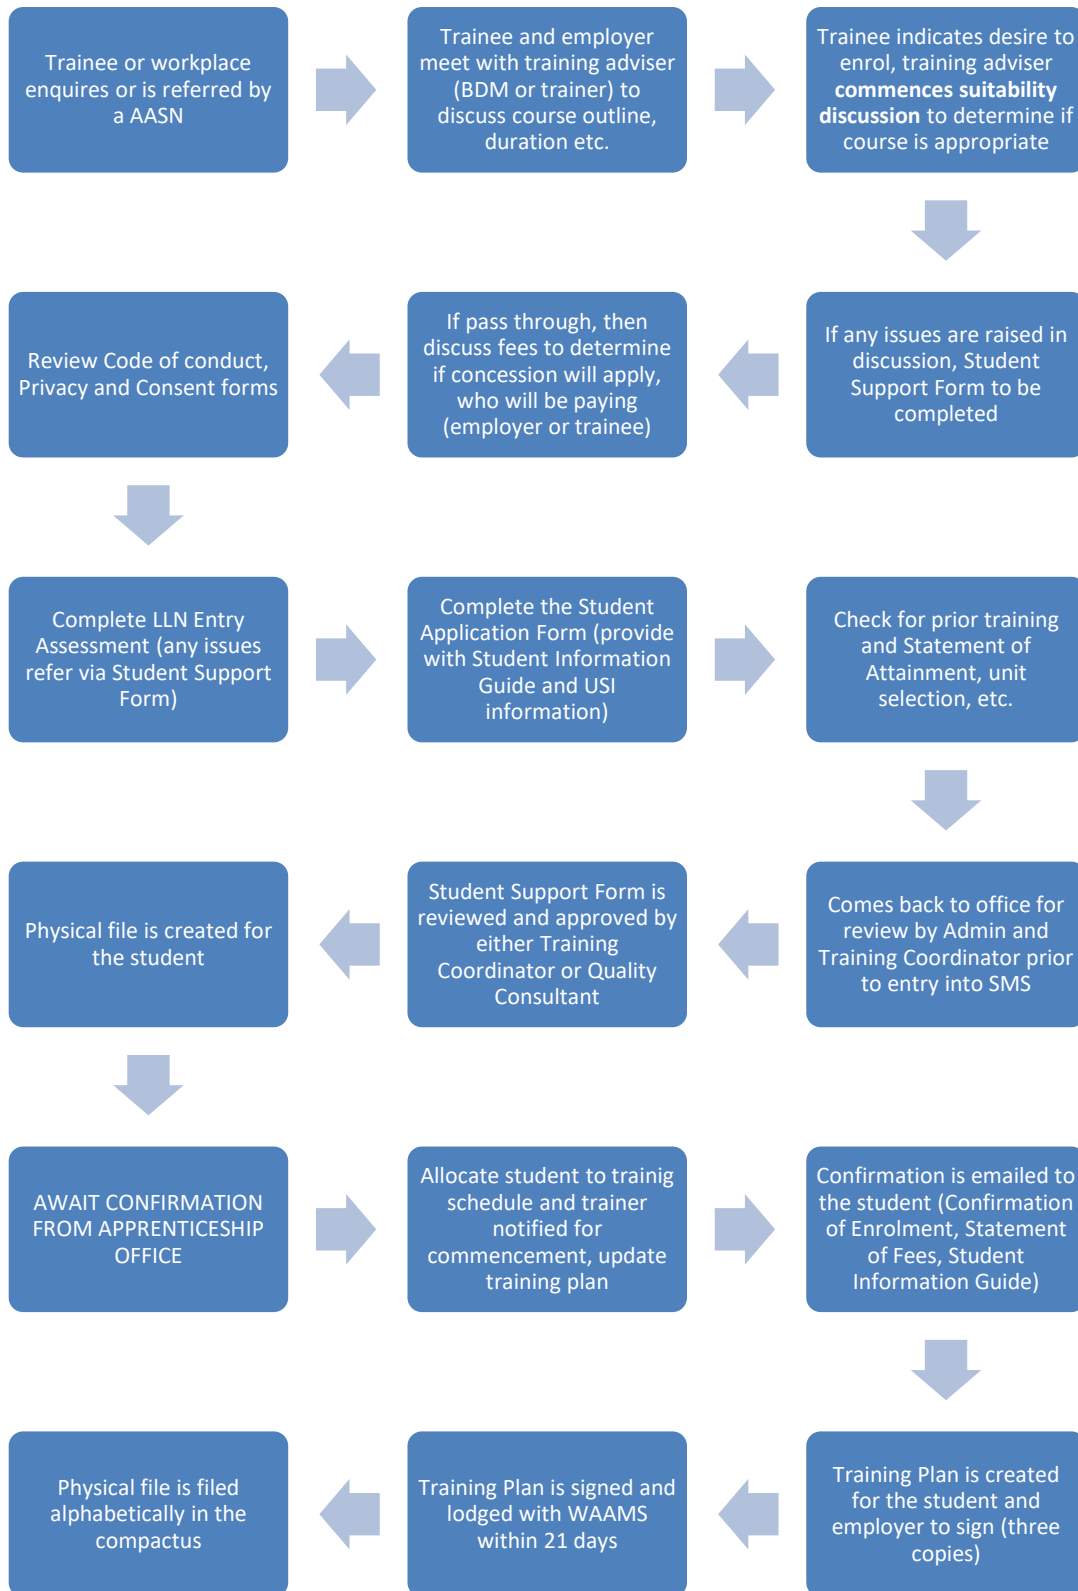 Trainee or workplace
enquires or is referred by
a AASN
Trainee and employer
meet with training adviser
(BDM or trainer) to
discuss course outline,
duration etc.
Trainee indicates desire to
enrol, training adviser
commences suitability
discussion to determine if
course is appropriate
If any issues are raised in
discussion, Student
Support Form to be
completed
If pass through, then
discuss fees to determine
if concession will apply,
who will be paying
(employer or trainee)
Review Code of conduct,
Privacy and Consent forms
Complete LLN Entry
Assessment (any issues
refer via Student Support
Form)
Complete the Student
Application Form (provide
with Student Information
Guide and USI
information)
Check for prior training
and Statement of
Attainment, unit
selection, etc.
Comes back to office for
review by Admin and
Training Coordinator prior
to entry into SMS
Student Support Form is
reviewed and approved by
either Training
Coordinator or Quality
Consultant
Physical file is created for
the student
AWAIT CONFIRMATION
FROM APPRENTICESHIP
OFFICE
Allocate student to trainig
schedule and trainer
notified for
commencement, update
training plan
Confirmation is emailed to
the student (Confirmation
of Enrolment, Statement
of Fees, Student
Information Guide)
Training Plan is created
for the student and
employer to sign (three
copies)
Training Plan is signed and
lodged with WAAMS
within 21 days
Physical file is filed
alphabetically in the
compactus